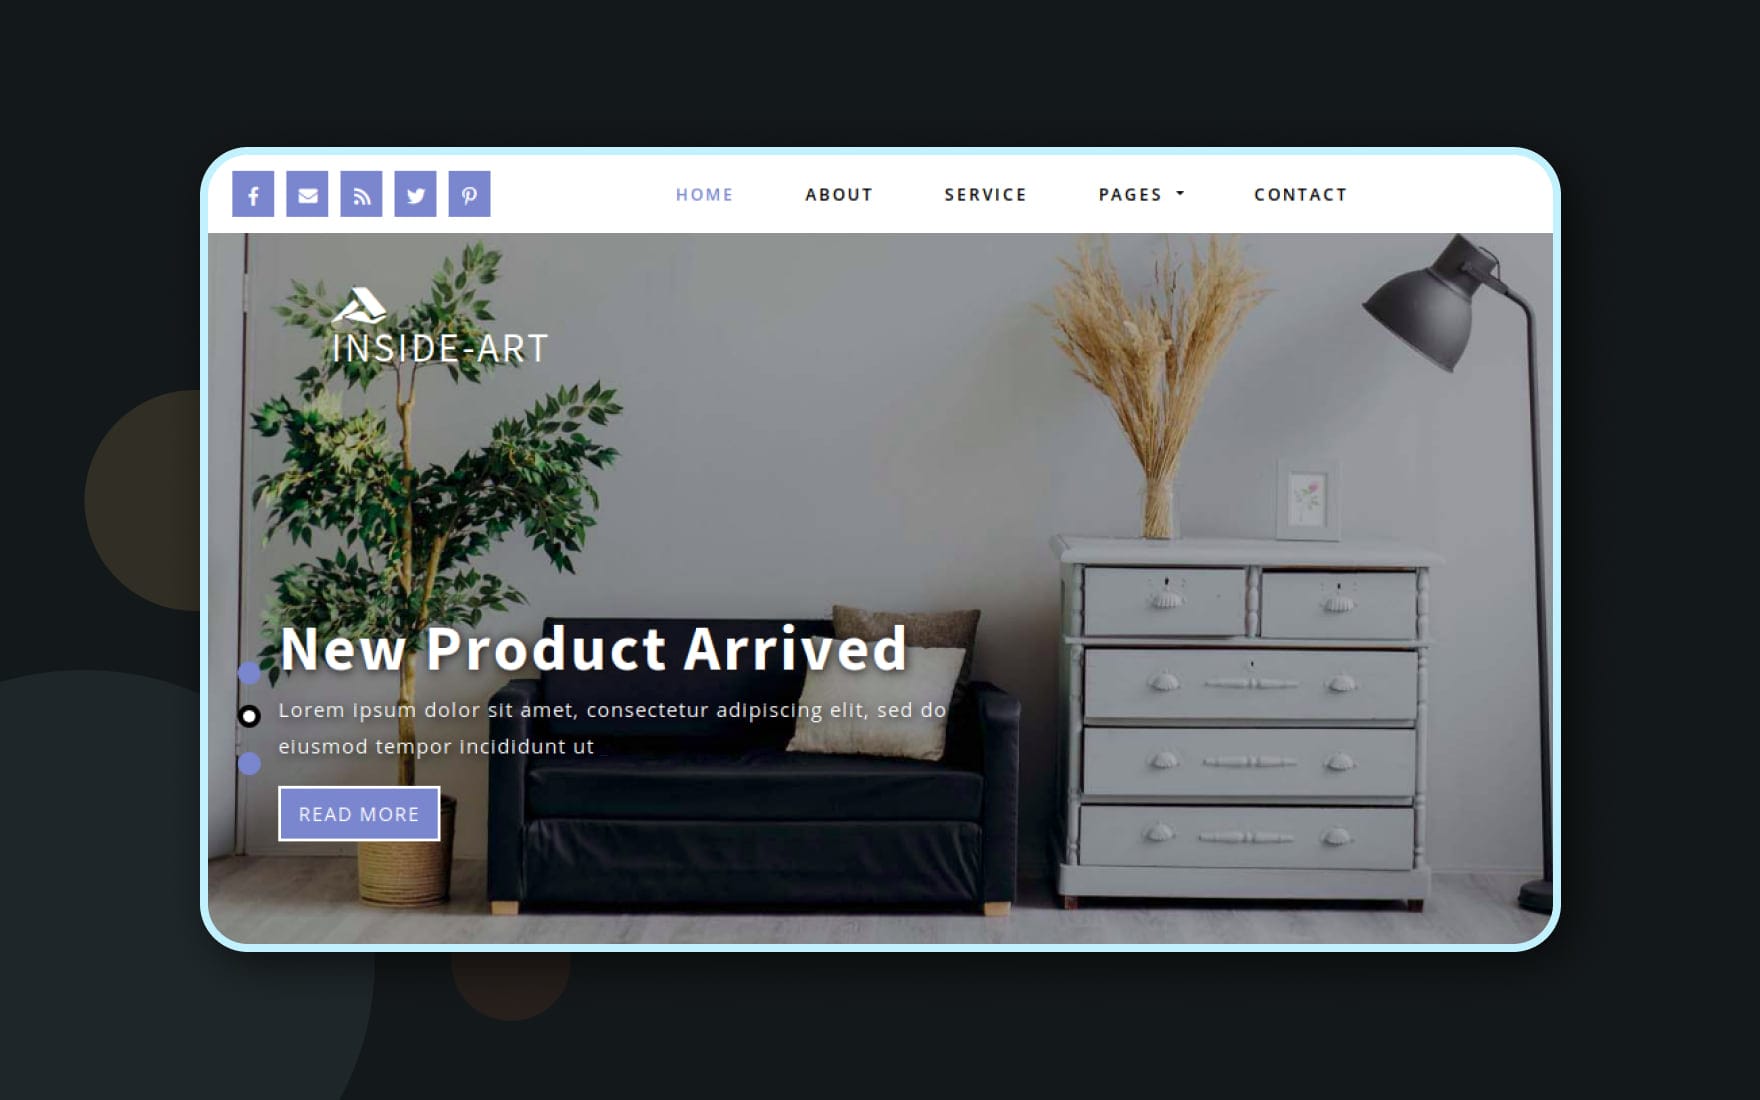 HOME ABOUT SERVICE PAGES CONTACT
INSIDE-ART
New Product Arrived
Lorem ipsum dolor sit amet, consectetur adipiscing elit, sed do
eiusmod tempor incididunt ut
READ MORE